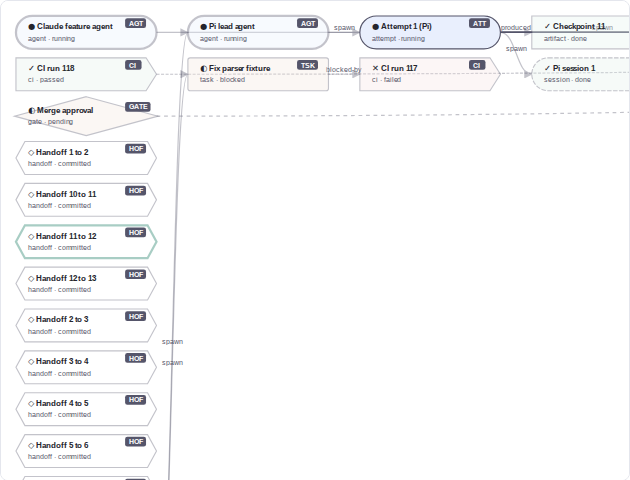 ● Claude feature agent
AGT
agent · running
● Pi lead agent
AGT
agent · running
spawn
● Attempt 1 (Pi)
ATT
attempt · running
produced
✓ Checkpoint 11
artifact · done
spawn
✓ CI run 118
CI
ci · passed
◐ Fix parser fixture
TSK
task · blocked
blocked-by
✕ CI run 117
CI
ci · failed
✓ Pi session 1
session · done
◐ Merge approval
GATE
gate · pending
◇ Handoff 1 to 2
HOF
handoff · committed
◇ Handoff 10 to 11
HOF
handoff · committed
◇ Handoff 11 to 12
HOF
handoff · committed
◇ Handoff 12 to 13
HOF
handoff · committed
◇ Handoff 2 to 3
HOF
handoff · committed
spawn
◇ Handoff 3 to 4
HOF
handoff · committed
spawn
◇ Handoff 4 to 5
HOF
handoff · committed
◇ Handoff 5 to 6
HOF
handoff · committed